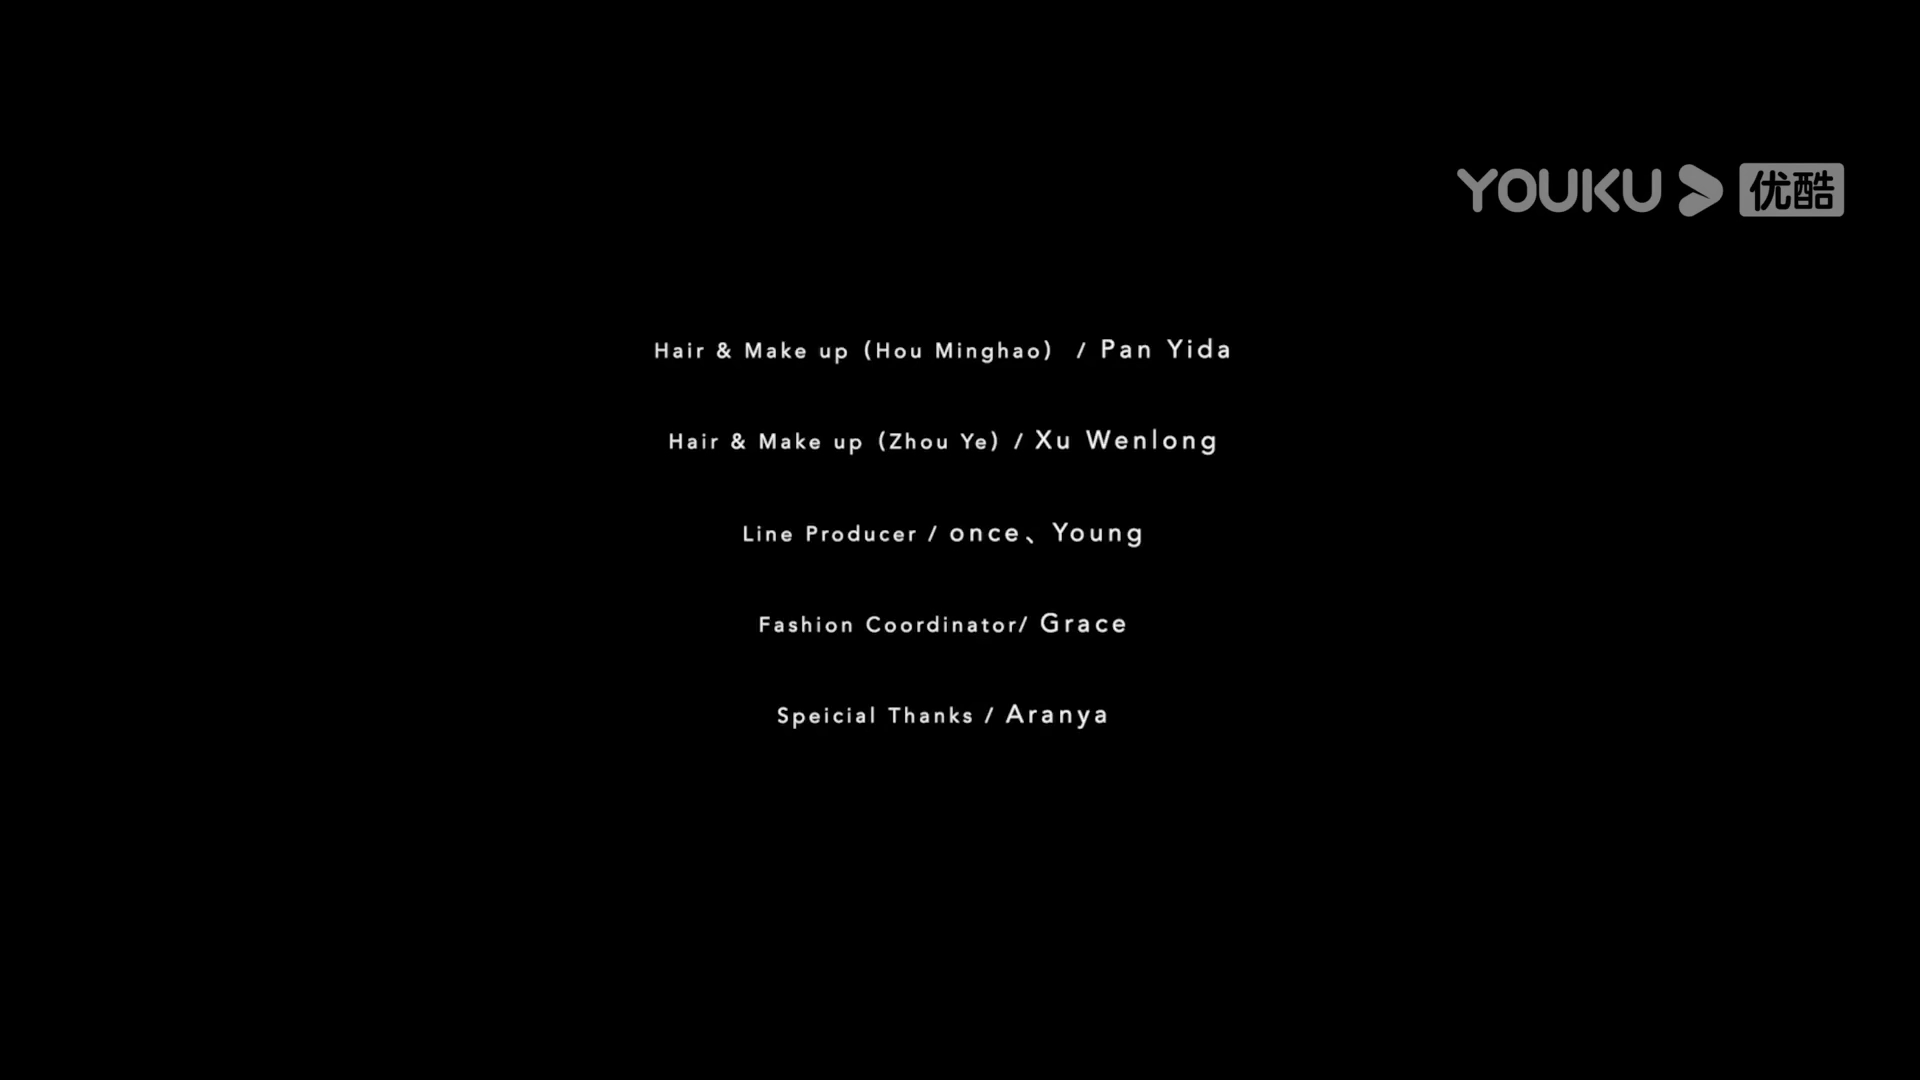 YOUKU 优酷
Hair & Make up (Hou Minghao) / Pan Yida
Hair & Make up (Zhou Ye) / Xu Wenlong
Line Producer / once、Young
Fashion Coordinator/ Grace
Speicial Thanks / Aranya